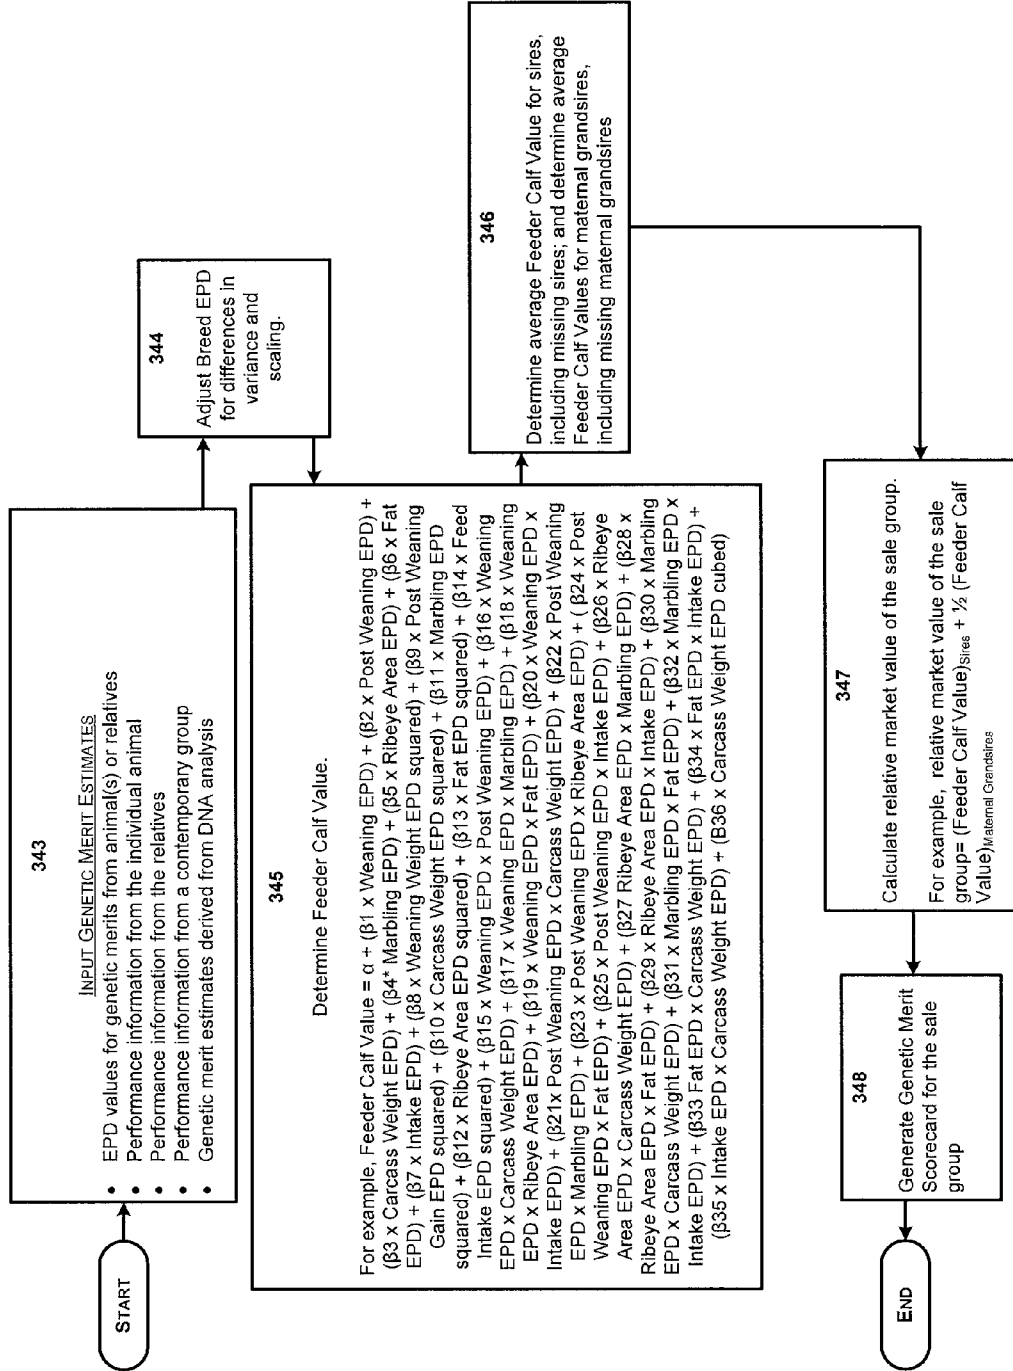 START
343
INPUT GENETIC MERIT ESTIMATES
• EPD values for genetic merits from animal(s) or relatives
• Performance information from the individual animal
• Performance information from the relatives
• Performance information from a contemporary group
• Genetic merit estimates derived from DNA analysis
344
Adjust Breed EPD
for differences in
variance and
scaling.
345
Determine Feeder Calf Value.
For example, Feeder Calf Value = α + (β1 x Weaning EPD) + (β2 x Post Weaning EPD) +
(β3 x Carcass Weight EPD) + (β4* Marbling EPD) + (β5 x Ribeye Area EPD) + (β6 x Fat
EPD) + (β7 x Intake EPD) + (β8 x Weaning Weight EPD squared) + (β9 x Post Weaning
Gain EPD squared) + (β10 x Carcass Weight EPD squared) + (β11 x Marbling EPD
squared) + (β12 x Ribeye Area EPD squared) + (β13 x Fat EPD squared) + (β14 x Feed
Intake EPD squared) + (β15 x Weaning EPD x Post Weaning EPD) + (β16 x Weaning
EPD x Carcass Weight EPD) + (β17 x Weaning EPD x Marbling EPD) + (β18 x Weaning
EPD x Ribeye Area EPD) + (β19 x Weaning EPD x Fat EPD) + (β20 x Weaning EPD x
Intake EPD) + (β21x Post Weaning EPD x Carcass Weight EPD) + (β22 x Post Weaning
EPD x Marbling EPD) + (β23 x Post Weaning EPD x Ribeye Area EPD) + ( β24 x Post
Weaning EPD x Fat EPD) + (β25 x Post Weaning EPD x Intake EPD) + (β26 x Ribeye
Area EPD x Carcass Weight EPD) + (β27 Ribeye Area EPD x Marbling EPD) + (β28 x
Ribeye Area EPD x Fat EPD) + (β29 x Ribeye Area EPD x Intake EPD) + (β30 x Marbling
EPD x Carcass Weight EPD) + (β31 x Marbling EPD x Fat EPD) + (β32 x Marbling EPD x
Intake EPD) + (β33 Fat EPD x Carcass Weight EPD) + (β34 x Fat EPD x Intake EPD) +
(β35 x Intake EPD x Carcass Weight EPD) + (B36 x Carcass Weight EPD cubed)
346
Determine average Feeder Calf Value for sires,
including missing sires; and determine average
Feeder Calf Values for maternal grandsires,
including missing maternal grandsires
347
Calculate relative market value of the sale group.
For example, relative market value of the sale
group= (Feeder Calf Value)Sires + ½ (Feeder Calf
Value)Maternal Grandsires
348
Generate Genetic Merit
Scorecard for the sale
group
END